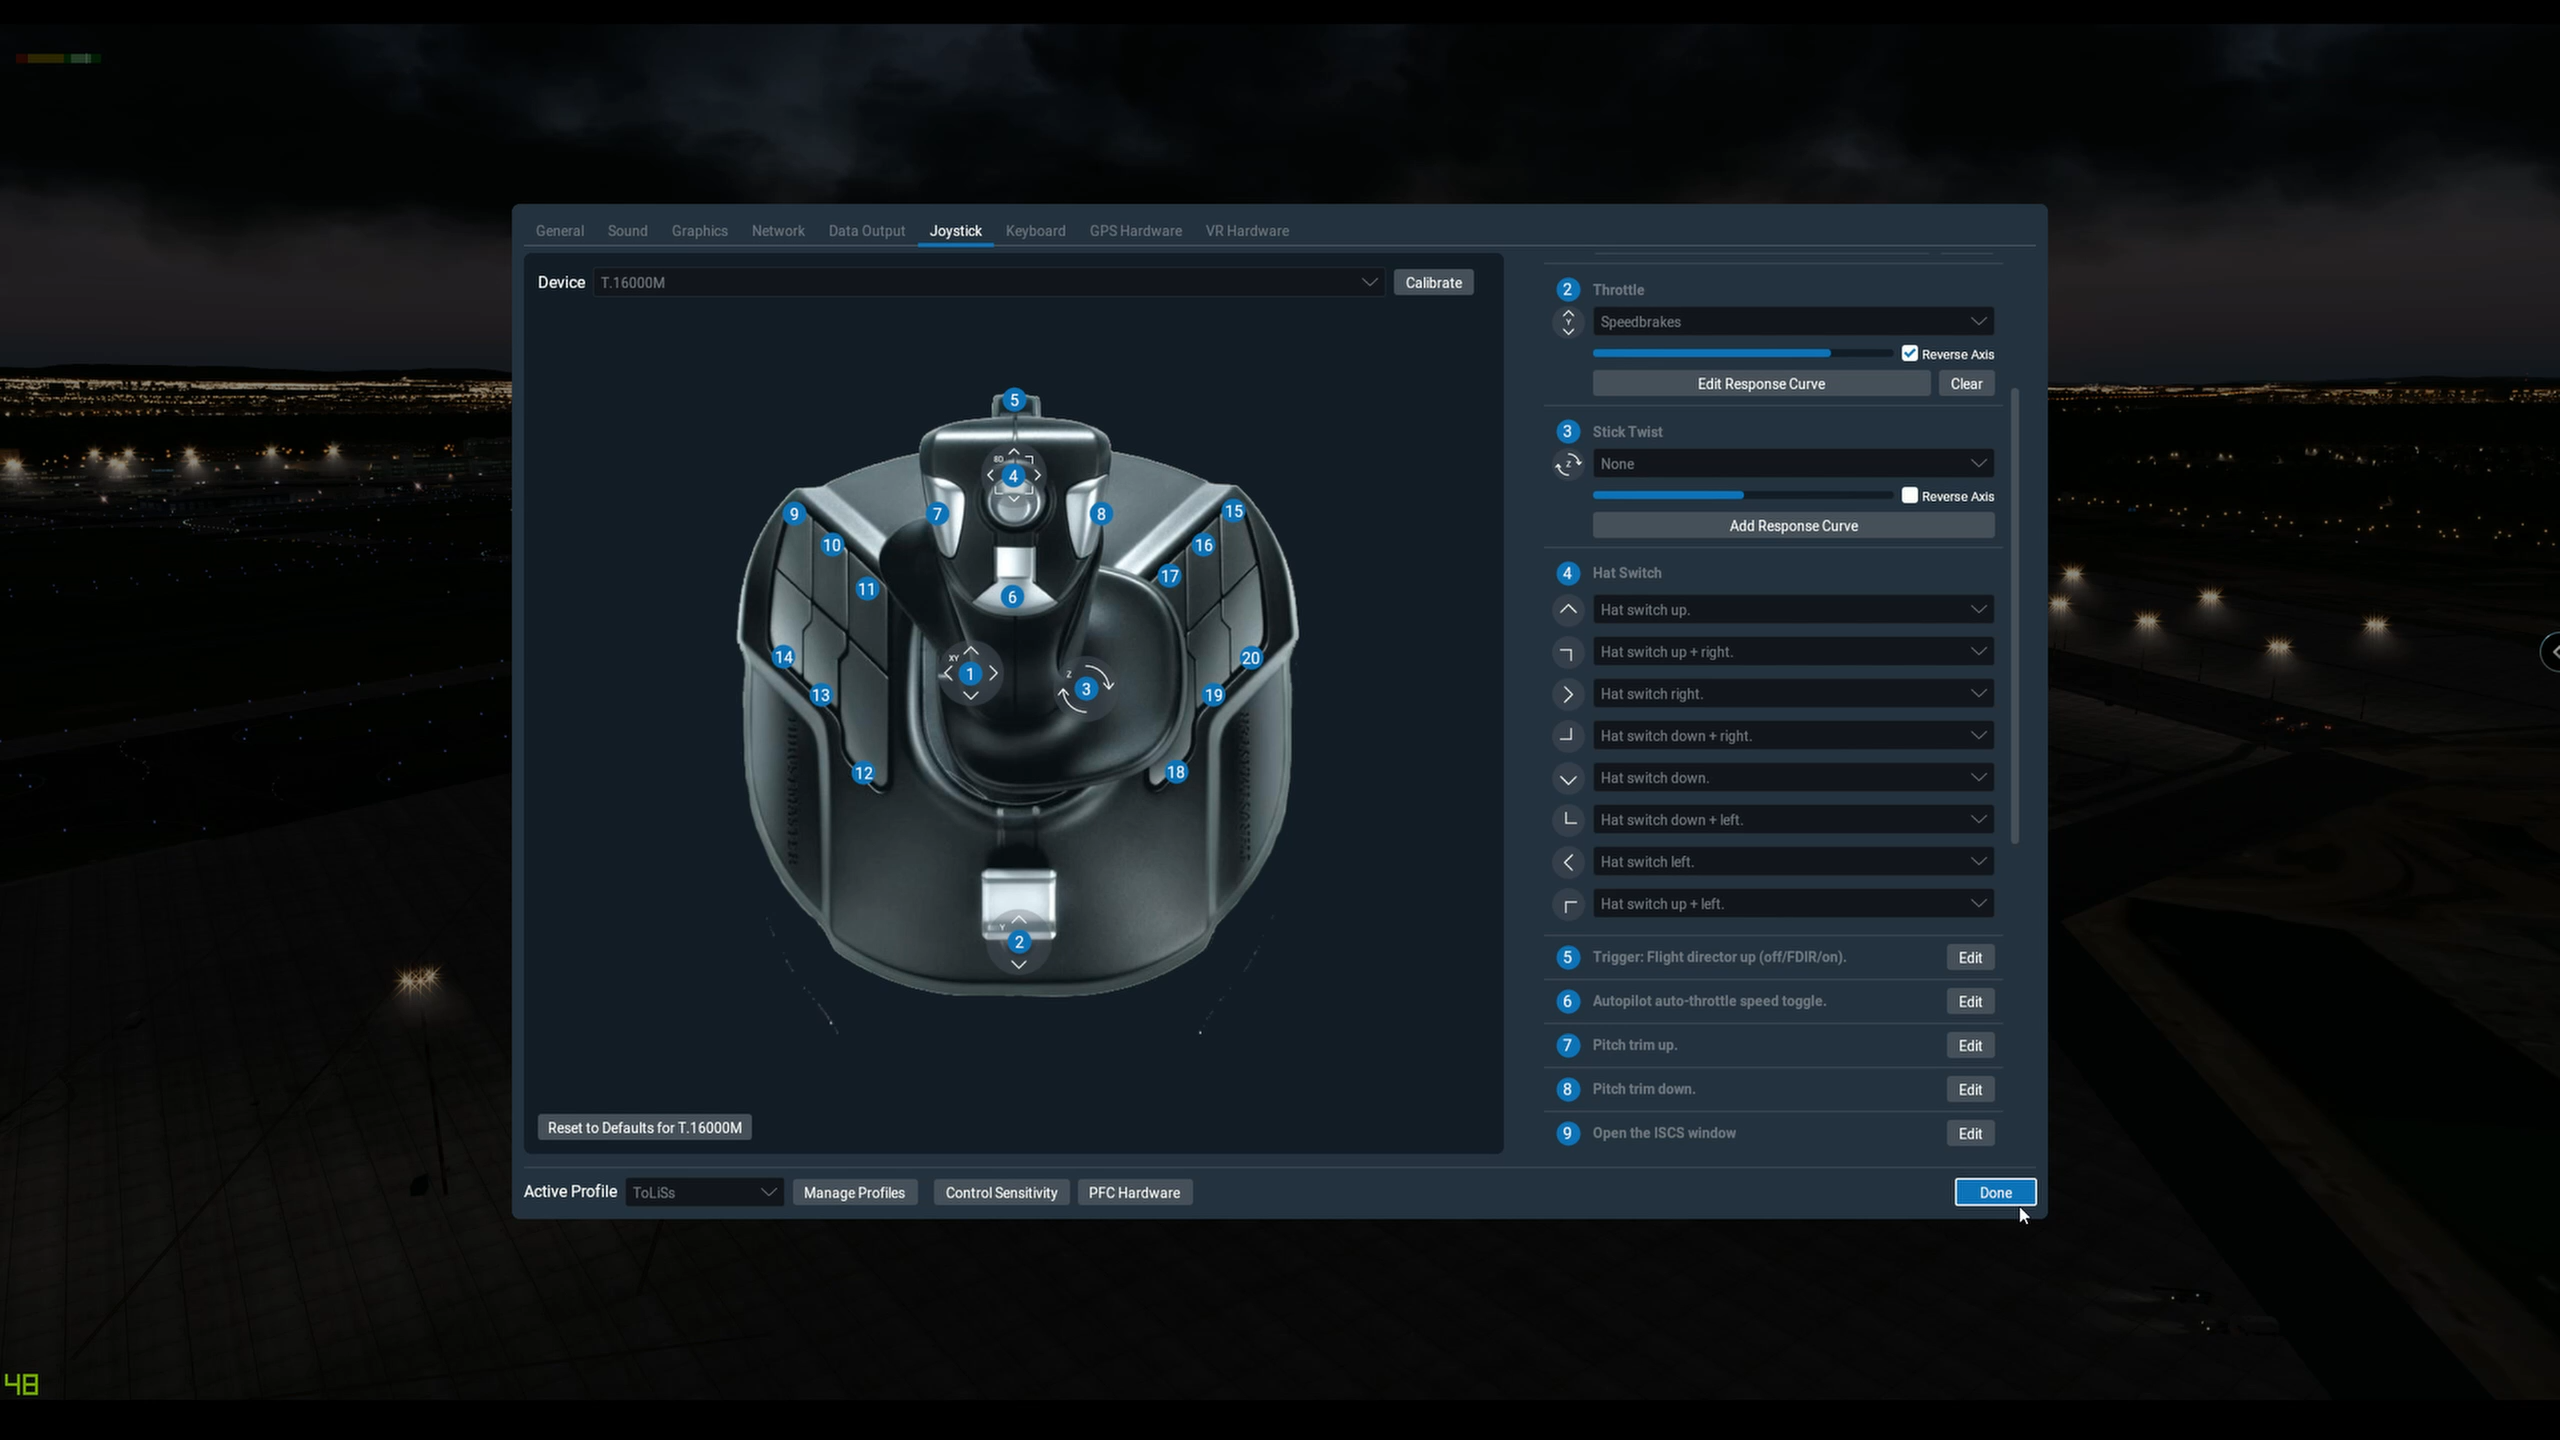 General Sound Graphics Network Data Output Joystick Keyboard GPS Hardware VR Hardware
Device T.16000M Calibrate
5
8D
4
7 8
9 15
10 16
11 17
6
14 20
XY
1
Z
3
13 19
12 18
Y
2
Reset to Defaults for T.16000M
2 Throttle
Y
Speedbrakes
Reverse Axis
Edit Response Curve Clear
3 Stick Twist
Z
None
Reverse Axis
Add Response Curve
4 Hat Switch
Hat switch up.
Hat switch up + right.
Hat switch right.
Hat switch down + right.
Hat switch down.
Hat switch down + left.
Hat switch left.
Hat switch up + left.
5 Trigger: Flight director up (off/FDIR/on). Edit
6 Autopilot auto-throttle speed toggle. Edit
7 Pitch trim up. Edit
8 Pitch trim down. Edit
9 Open the ISCS window Edit
Active Profile ToLiSs Manage Profiles Control Sensitivity PFC Hardware Done
48